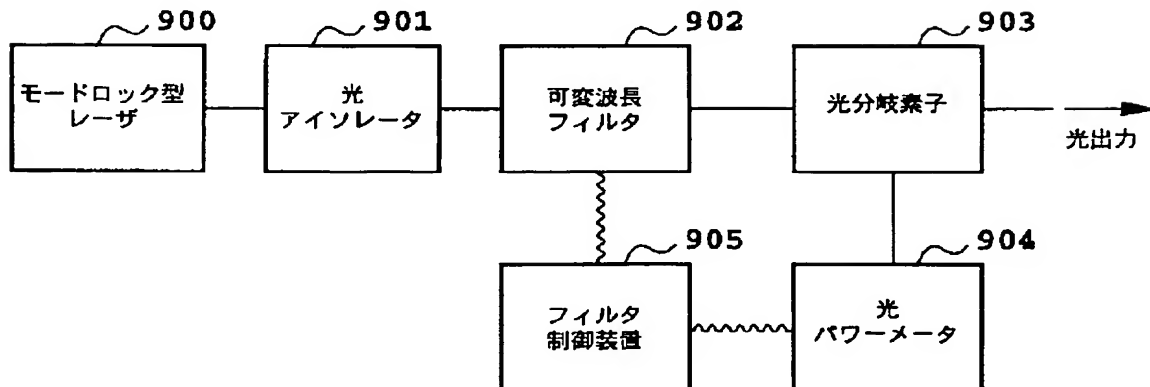 900
901
902
903
モードロック型
レーザ
光
アイソレータ
可変波長
フィルタ
光分岐素子
光出力
905
904
フィルタ
制御装置
光
パワーメータ